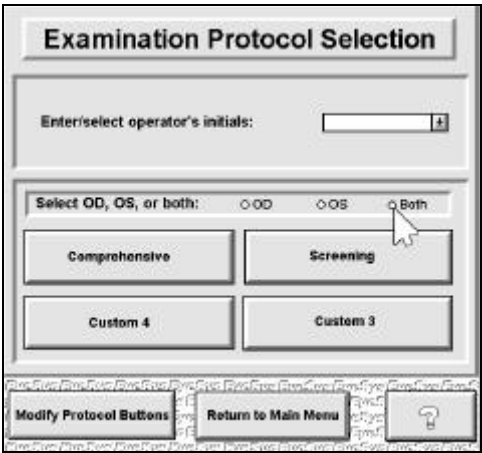 Examination Protocol Selection
Enter/select operator's initials:
Select OD, OS, or both: OD OS Both
Comprehensive Screening
Custom 4 Custom 3
Modify Protocol Buttons Return to Main Menu ?